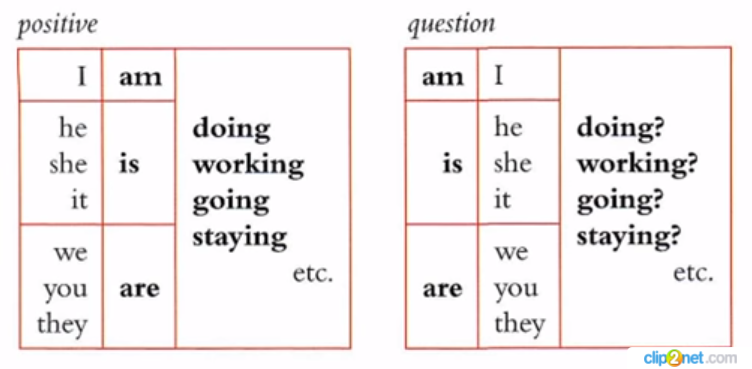 positive
I am
he
she is
it
we
you are
they
doing
working
going
staying
etc.
question
am I
he
is she
it
we
are you
they
doing?
working?
going?
staying?
etc.
clip2net.com